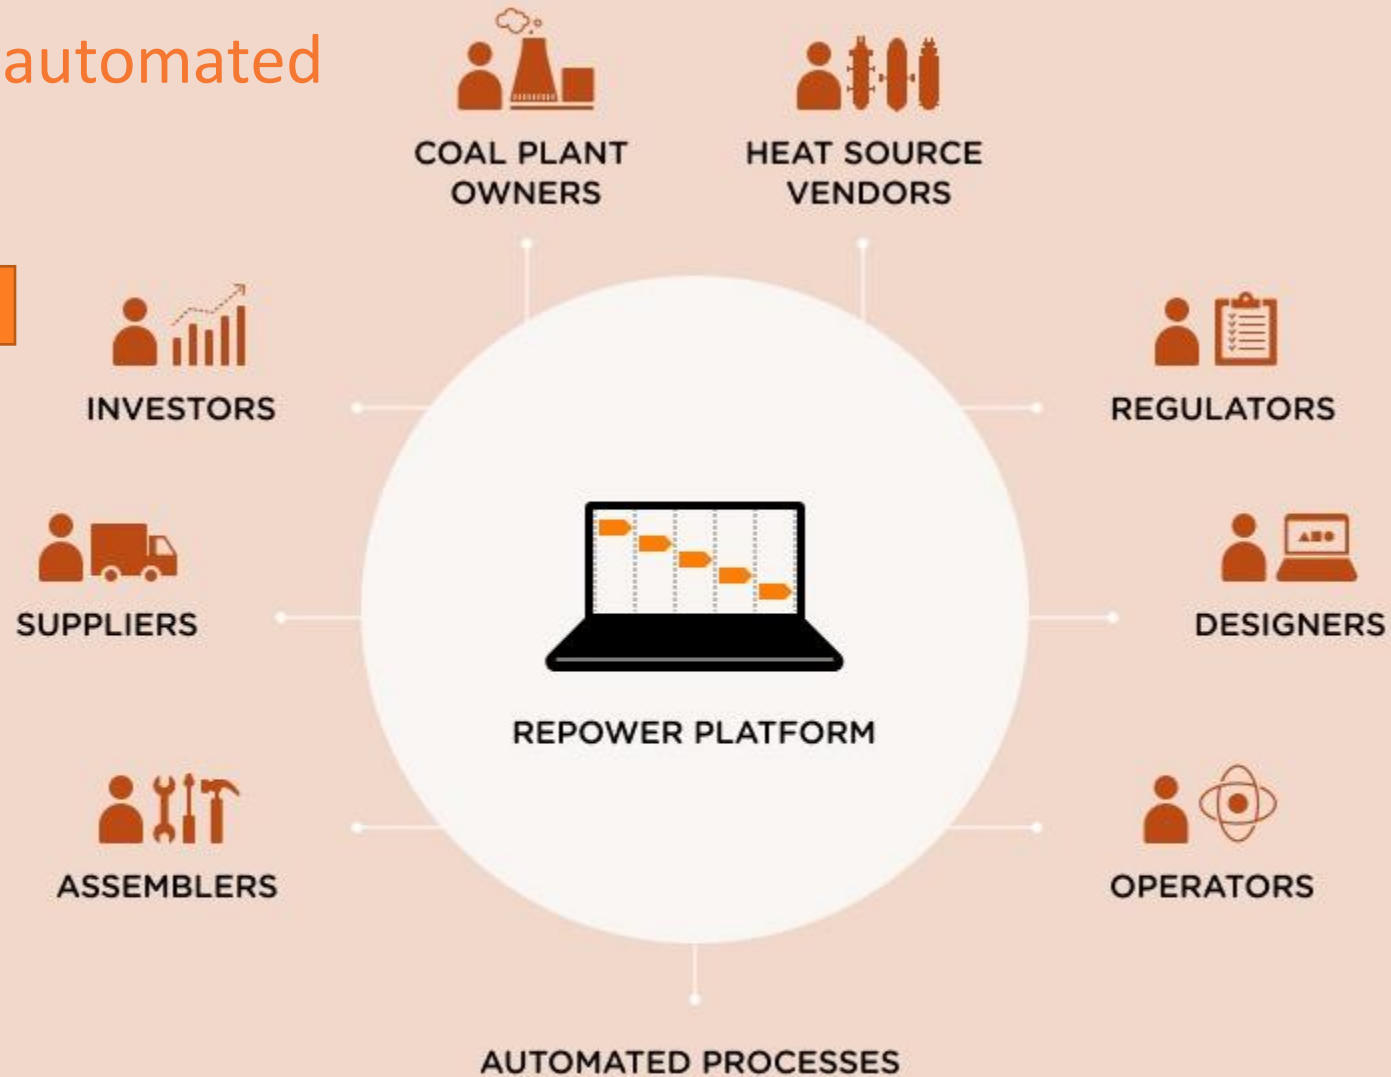 automated
COAL PLANT
OWNERS
HEAT SOURCE
VENDORS
INVESTORS
REGULATORS
SUPPLIERS
DESIGNERS
REPOWER PLATFORM
ASSEMBLERS
OPERATORS
AUTOMATED PROCESSES